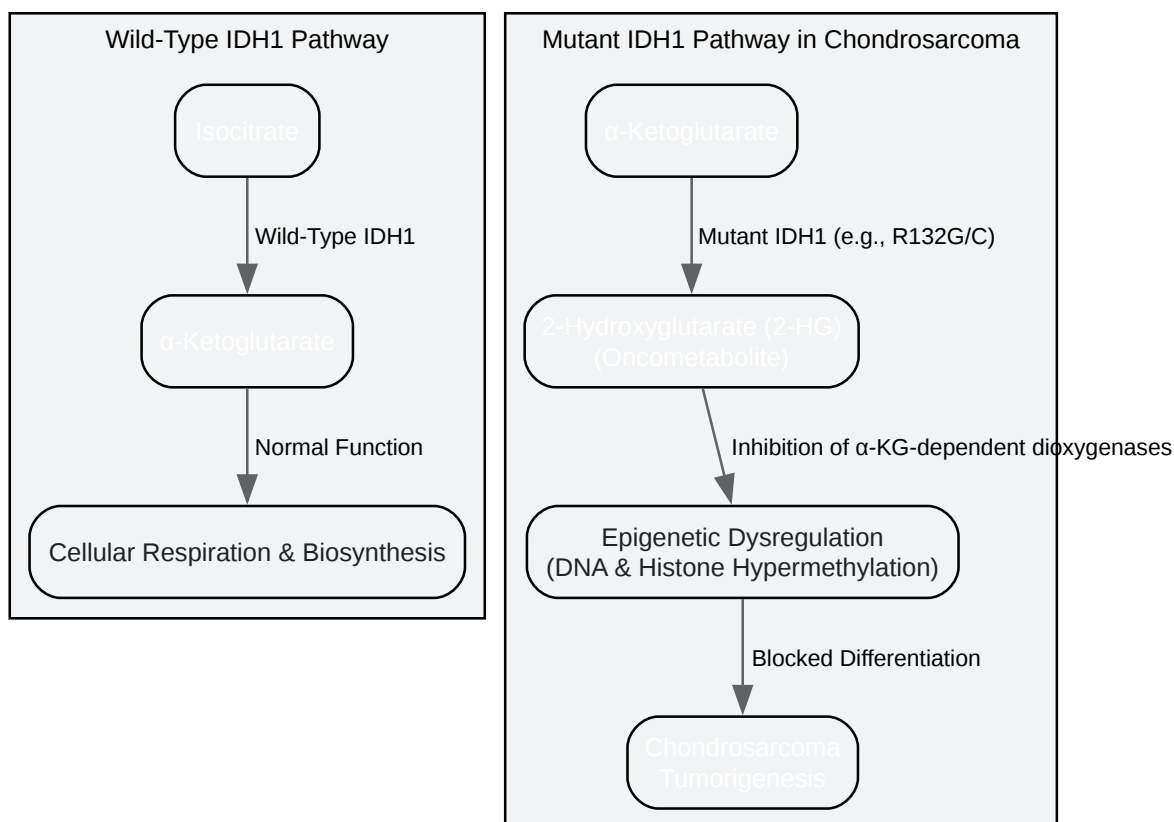 Wild-Type IDH1 Pathway
Isocitrate
Wild-Type IDH1
α-Ketoglutarate
Normal Function
Cellular Respiration & Biosynthesis
Mutant IDH1 Pathway in Chondrosarcoma
α-Ketoglutarate
Mutant IDH1 (e.g., R132G/C)
2-Hydroxyglutarate (2-HG)
(Oncometabolite)
Inhibition of α-KG-dependent dioxygenases
Epigenetic Dysregulation
(DNA & Histone Hypermethylation)
Blocked Differentiation
Chondrosarcoma
Tumorigenesis